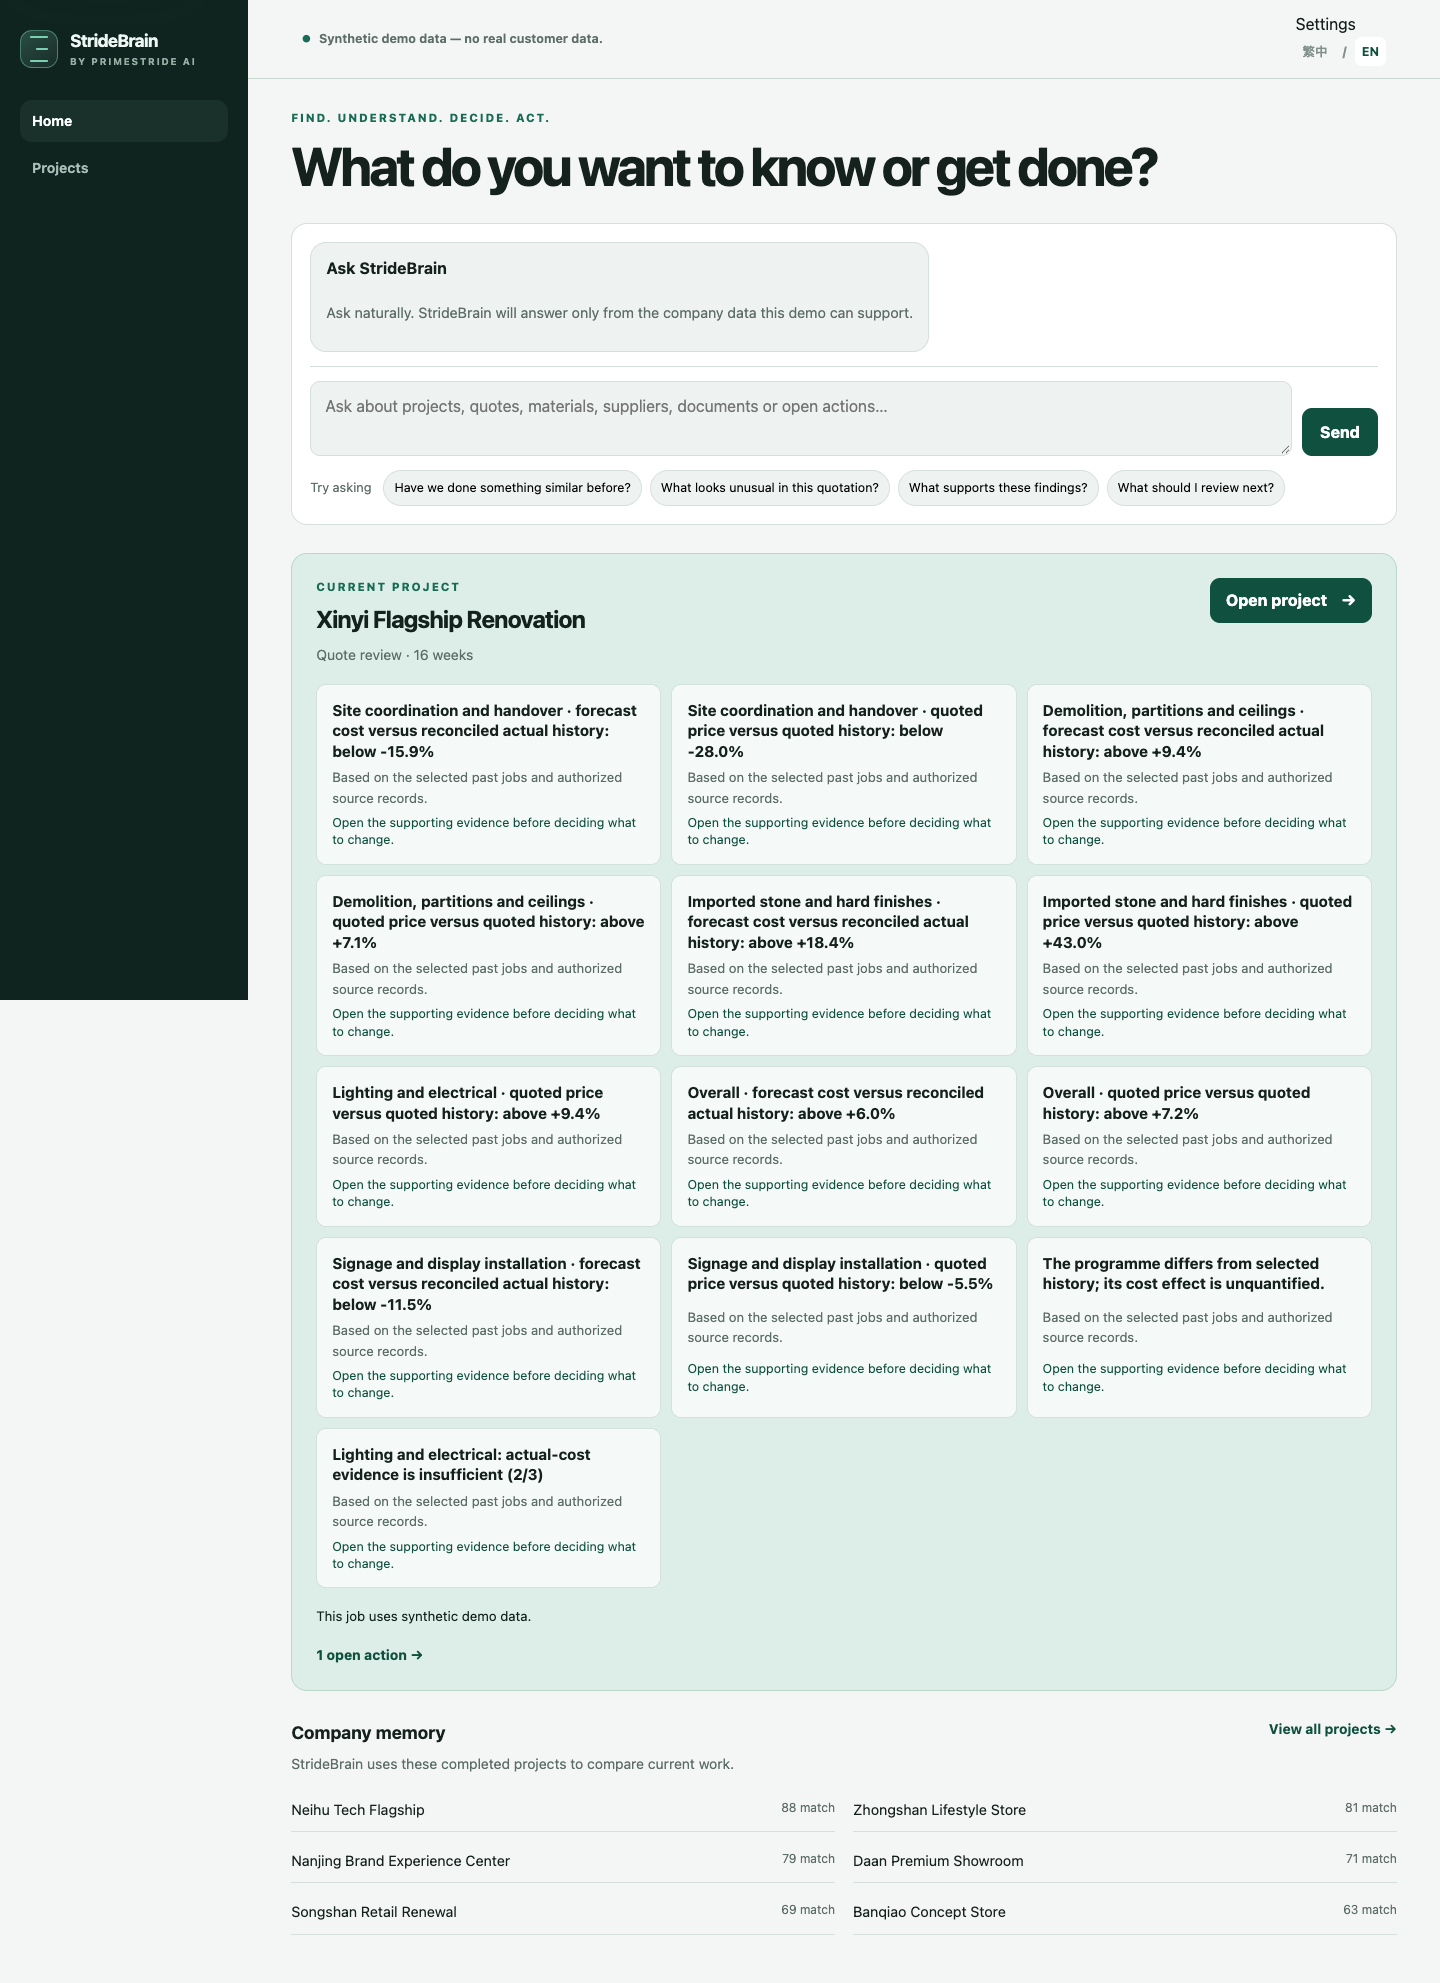 StrideBrain
BY PRIMESTRIDE AI
Home
Projects
Synthetic demo data — no real customer data.
Settings
繁中 / EN
FIND. UNDERSTAND. DECIDE. ACT.
What do you want to know or get done?
Ask StrideBrain
Ask naturally. StrideBrain will answer only from the company data this demo can support.
Ask about projects, quotes, materials, suppliers, documents or open actions...
Send
Try asking
Have we done something similar before?
What looks unusual in this quotation?
What supports these findings?
What should I review next?
CURRENT PROJECT
Xinyi Flagship Renovation
Quote review · 16 weeks
Open project →
Site coordination and handover · forecast
cost versus reconciled actual history:
below -15.9%
Based on the selected past jobs and authorized
source records.
Open the supporting evidence before deciding what
to change.
Site coordination and handover · quoted
price versus quoted history: below
-28.0%
Based on the selected past jobs and authorized
source records.
Open the supporting evidence before deciding what
to change.
Demolition, partitions and ceilings ·
forecast cost versus reconciled actual
history: above +9.4%
Based on the selected past jobs and authorized
source records.
Open the supporting evidence before deciding what
to change.
Demolition, partitions and ceilings ·
quoted price versus quoted history: above
+7.1%
Based on the selected past jobs and authorized
source records.
Open the supporting evidence before deciding what
to change.
Imported stone and hard finishes ·
forecast cost versus reconciled actual
history: above +18.4%
Based on the selected past jobs and authorized
source records.
Open the supporting evidence before deciding what
to change.
Imported stone and hard finishes · quoted
price versus quoted history: above
+43.0%
Based on the selected past jobs and authorized
source records.
Open the supporting evidence before deciding what
to change.
Lighting and electrical · quoted price
versus quoted history: above +9.4%
Based on the selected past jobs and authorized
source records.
Open the supporting evidence before deciding what
to change.
Overall · forecast cost versus reconciled
actual history: above +6.0%
Based on the selected past jobs and authorized
source records.
Open the supporting evidence before deciding what
to change.
Overall · quoted price versus quoted
history: above +7.2%
Based on the selected past jobs and authorized
source records.
Open the supporting evidence before deciding what
to change.
Signage and display installation · forecast
cost versus reconciled actual history:
below -11.5%
Based on the selected past jobs and authorized
source records.
Open the supporting evidence before deciding what
to change.
Signage and display installation · quoted
price versus quoted history: below -5.5%
Based on the selected past jobs and authorized
source records.
Open the supporting evidence before deciding what
to change.
The programme differs from selected
history; its cost effect is unquantified.
Based on the selected past jobs and authorized
source records.
Open the supporting evidence before deciding what
to change.
Lighting and electrical: actual-cost
evidence is insufficient (2/3)
Based on the selected past jobs and authorized
source records.
Open the supporting evidence before deciding what
to change.
This job uses synthetic demo data.
1 open action →
Company memory
View all projects →
StrideBrain uses these completed projects to compare current work.
Neihu Tech Flagship 88 match
Zhongshan Lifestyle Store 81 match
Nanjing Brand Experience Center 79 match
Daan Premium Showroom 71 match
Songshan Retail Renewal 69 match
Banqiao Concept Store 63 match